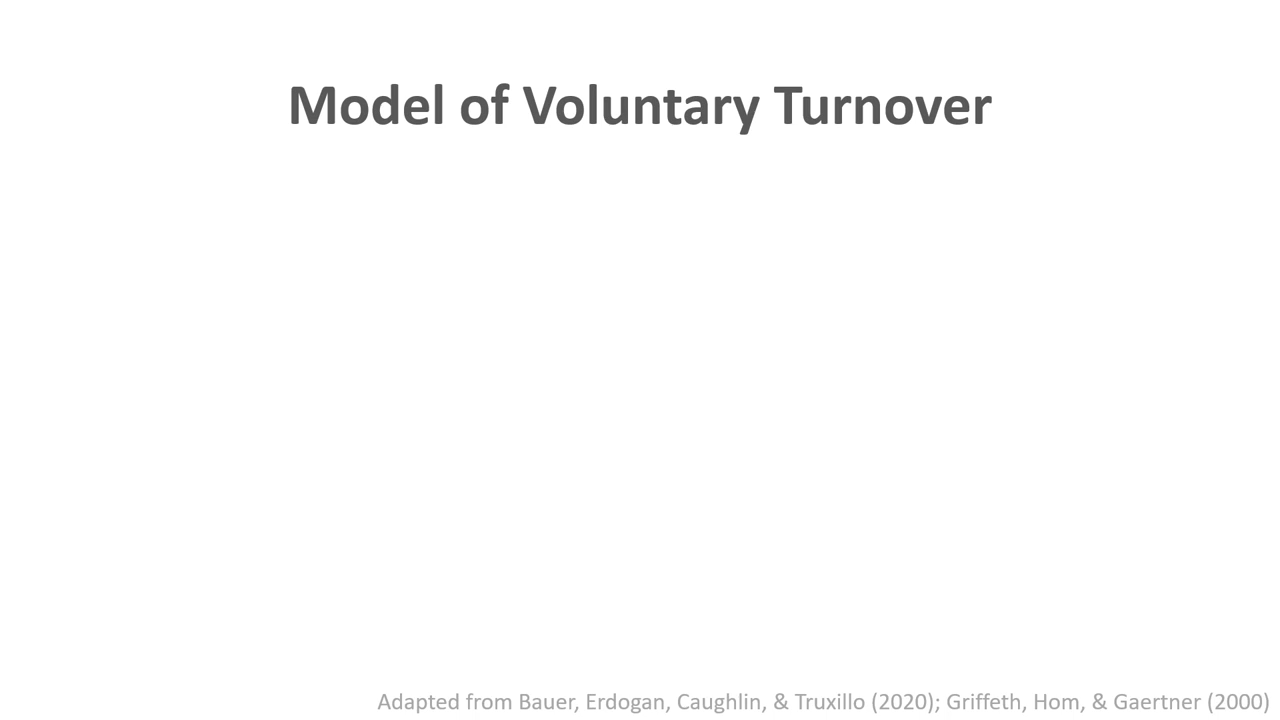 Model of Voluntary Turnover
Adapted from Bauer, Erdogan, Caughlin, & Truxillo (2020); Griffeth, Hom, & Gaertner (2000)